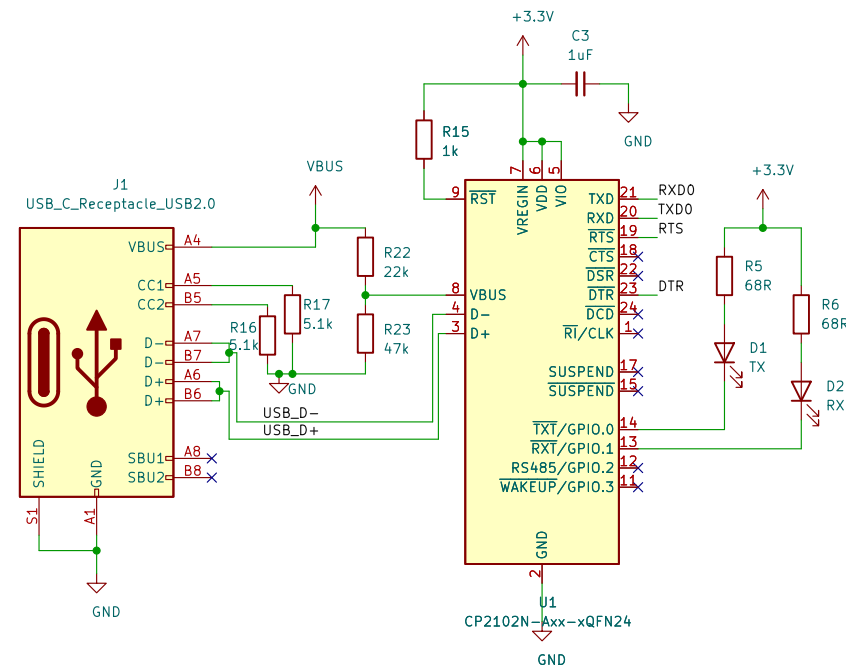 +3.3V
C3
1uF
GND
R15
1k
VBUS
J1
USB_C_Receptacle_USB2.0
VBUS
A4
CC1
A5
CC2
B5
D-
A7
D-
B7
D+
A6
D+
B6
SBU1
A8
SBU2
B8
SHIELD
GND
S1
A1
GND
R22
22k
R17
5.1k
R16
5.1k
R23
47k
GND
USB_D-
USB_D+
7
6
5
VREGIN
VDD
VIO
9
RST
8
VBUS
4
D-
3
D+
TXD
21
RXD0
RXD
20
TXD0
RTS
19
RTS
CTS
18
DSR
22
DTR
23
DTR
DCD
24
RI/CLK
1
SUSPEND
17
SUSPEND
15
TXT/GPIO.0
14
RXT/GPIO.1
13
RS485/GPIO.2
12
WAKEUP/GPIO.3
11
GND
2
U1
CP2102N-Axx-xQFN24
GND
+3.3V
R5
68R
R6
68R
D1
TX
D2
RX